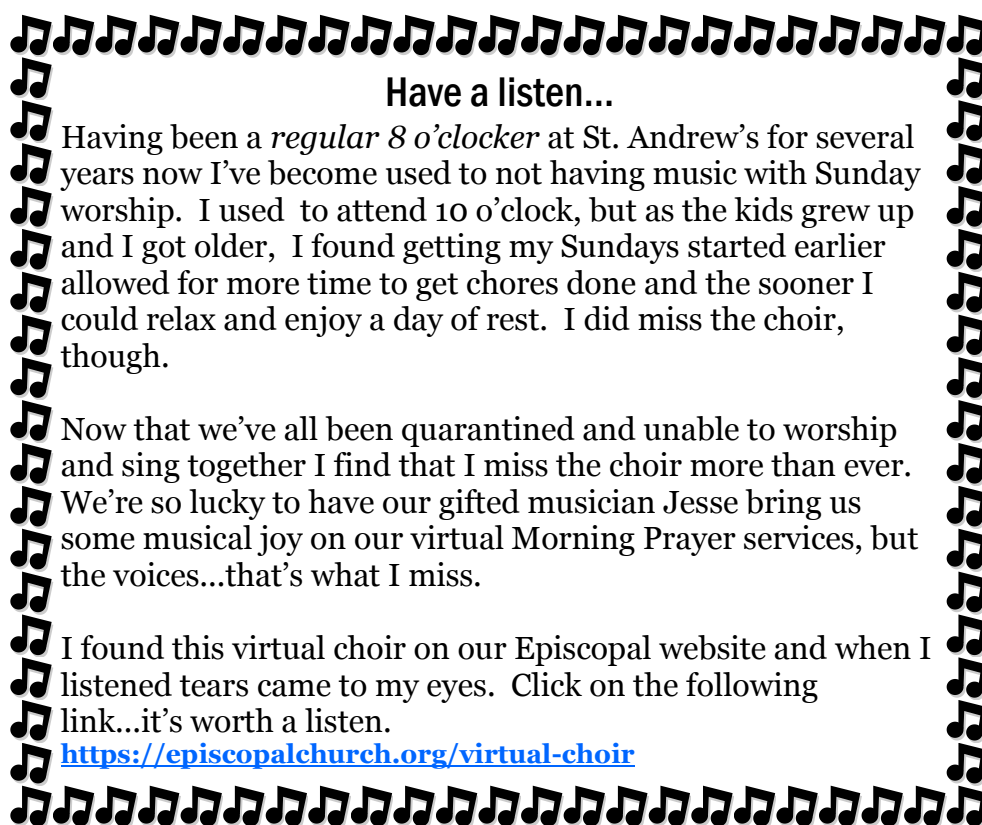 Have a listen...
Having been a regular 8 o’clocker at St. Andrew’s for several
years now I’ve become used to not having music with Sunday
worship.  I used  to attend 10 o’clock, but as the kids grew up
and I got older,  I found getting my Sundays started earlier
allowed for more time to get chores done and the sooner I
could relax and enjoy a day of rest.  I did miss the choir,
though.
Now that we’ve all been quarantined and unable to worship
and sing together I find that I miss the choir more than ever.
We’re so lucky to have our gifted musician Jesse bring us
some musical joy on our virtual Morning Prayer services, but
the voices...that’s what I miss.
I found this virtual choir on our Episcopal website and when I
listened tears came to my eyes.  Click on the following
link...it’s worth a listen.
https://episcopalchurch.org/virtual-choir